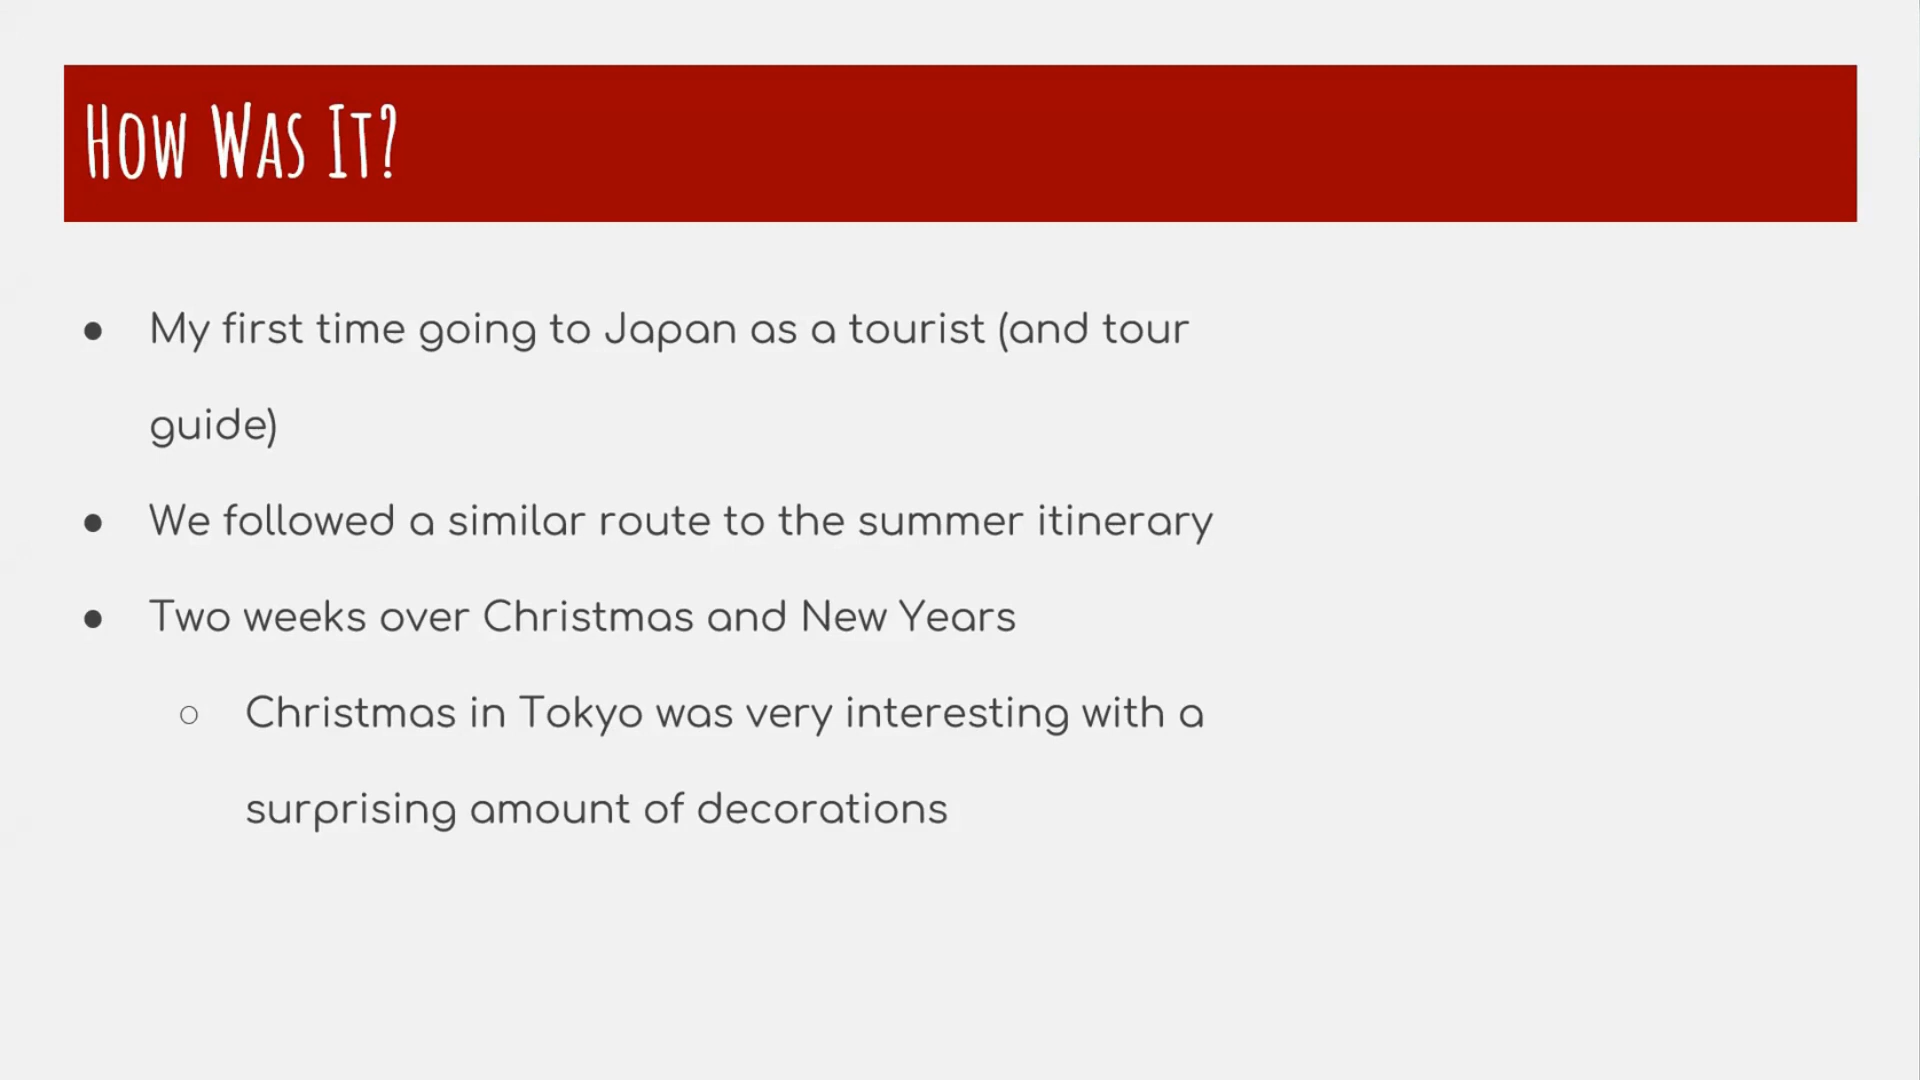 How Was It?
● My first time going to Japan as a tourist (and tour
guide)
● We followed a similar route to the summer itinerary
● Two weeks over Christmas and New Years
○ Christmas in Tokyo was very interesting with a
surprising amount of decorations